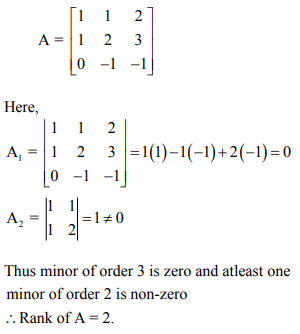 A = [1 1 2
1 2 3
0 −1 −1]
Here,
A₁ = |1 1 2
1 2 3
0 −1 −1| = 1(1)−1(−1)+2(−1)=0
A₂ = |1 1
1 2| = 1 ≠ 0
Thus minor of order 3 is zero and atleast one
minor of order 2 is non-zero
∴ Rank of A = 2.